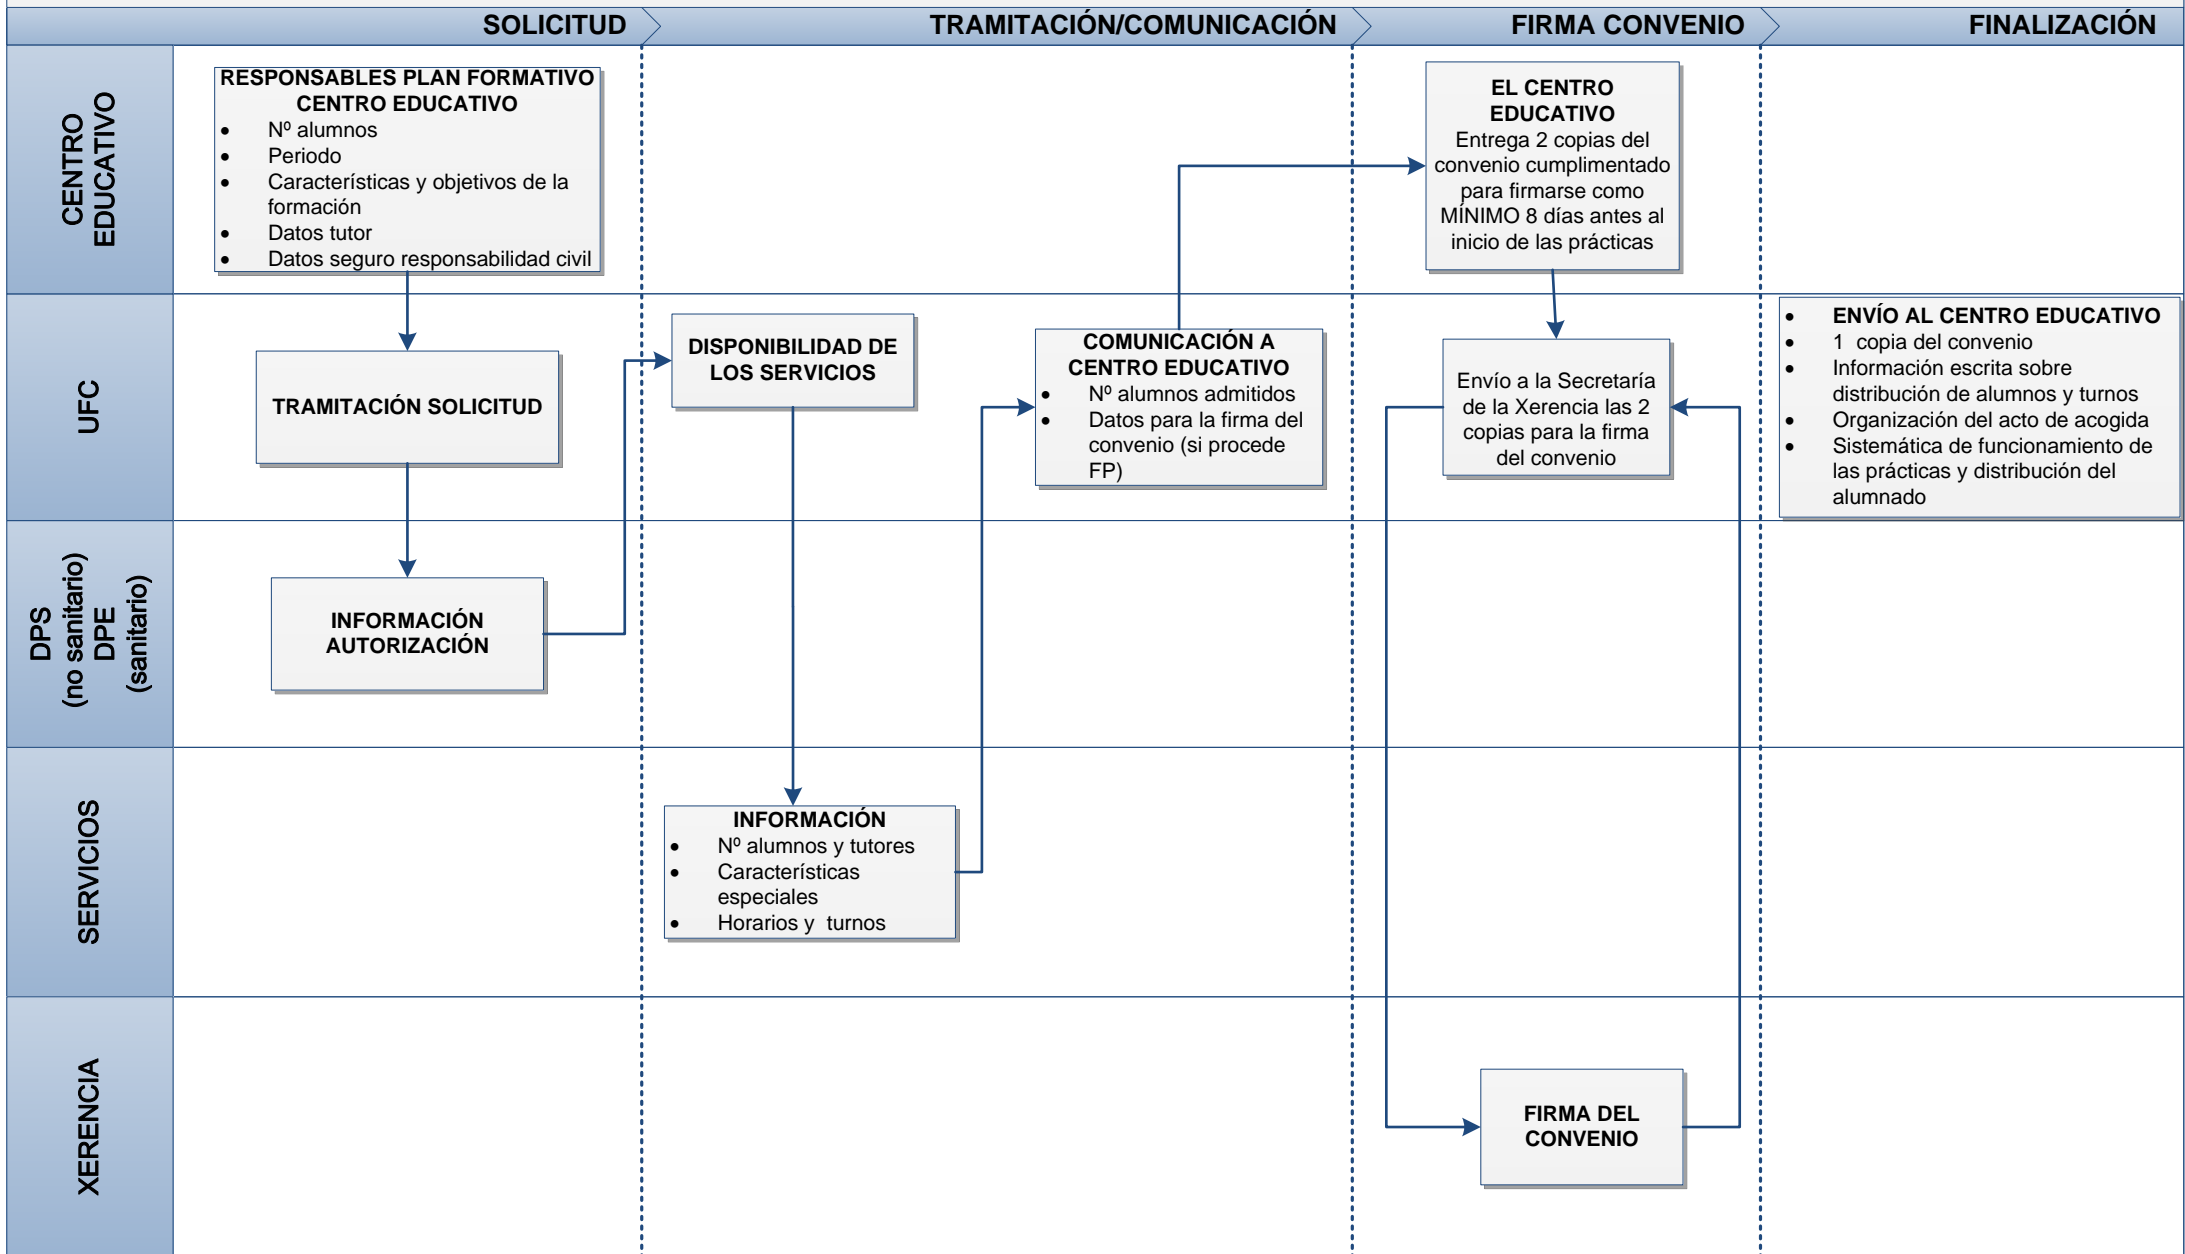 SOLICITUD
TRAMITACIÓN/COMUNICACIÓN
FIRMA CONVENIO
FINALIZACIÓN
CENTRO
EDUCATIVO
RESPONSABLES PLAN FORMATIVO
CENTRO EDUCATIVO
• Nº alumnos
• Periodo
• Características y objetivos de la
formación
• Datos tutor
• Datos seguro responsabilidad civil
EL CENTRO
EDUCATIVO
Entrega 2 copias del
convenio cumplimentado
para firmarse como
MÍNIMO 8 días antes al
inicio de las prácticas
UFC
TRAMITACIÓN SOLICITUD
DISPONIBILIDAD DE
LOS SERVICIOS
COMUNICACIÓN A
CENTRO EDUCATIVO
• Nº alumnos admitidos
• Datos para la firma del
convenio (si procede
FP)
Envío a la Secretaría
de la Xerencia las 2
copias para la firma
del convenio
• ENVÍO AL CENTRO EDUCATIVO
• 1 copia del convenio
• Información escrita sobre
distribución de alumnos y turnos
• Organización del acto de acogida
• Sistemática de funcionamiento de
las prácticas y distribución del
alumnado
DPS
(no sanitario)
DPE
(sanitario)
INFORMACIÓN
AUTORIZACIÓN
SERVICIOS
INFORMACIÓN
• Nº alumnos y tutores
• Características
especiales
• Horarios y turnos
XERENCIA
FIRMA DEL
CONVENIO